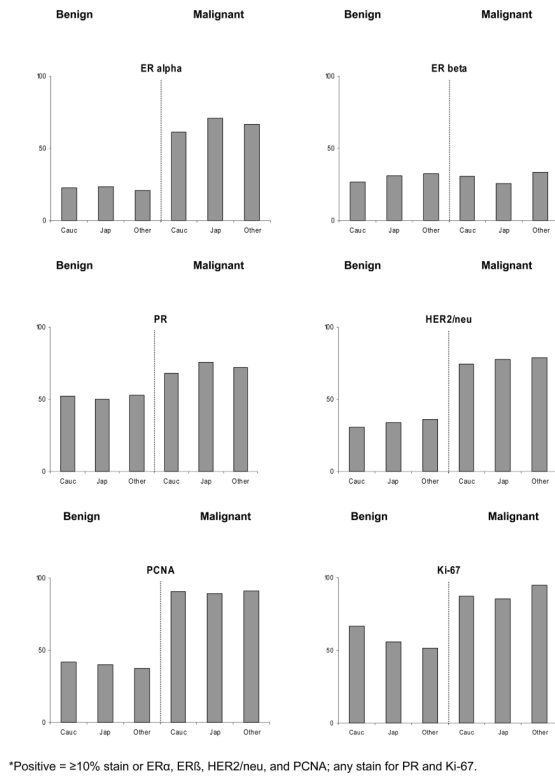 Benign Malignant Benign Malignant
ER alpha ER beta
100 100
50 50
0 0
Cauc Jap Other Cauc Jap Other Cauc Jap Other Cauc Jap Other
Benign Malignant Benign Malignant
PR HER2/neu
100 100
50 50
0 0
Cauc Jap Other Cauc Jap Other Cauc Jap Other Cauc Jap Other
Benign Malignant Benign Malignant
PCNA Ki-67
100 100
50 50
0 0
Cauc Jap Other Cauc Jap Other Cauc Jap Other Cauc Jap Other
*Positive = ≥10% stain or ERα, ERß, HER2/neu, and PCNA; any stain for PR and Ki-67.